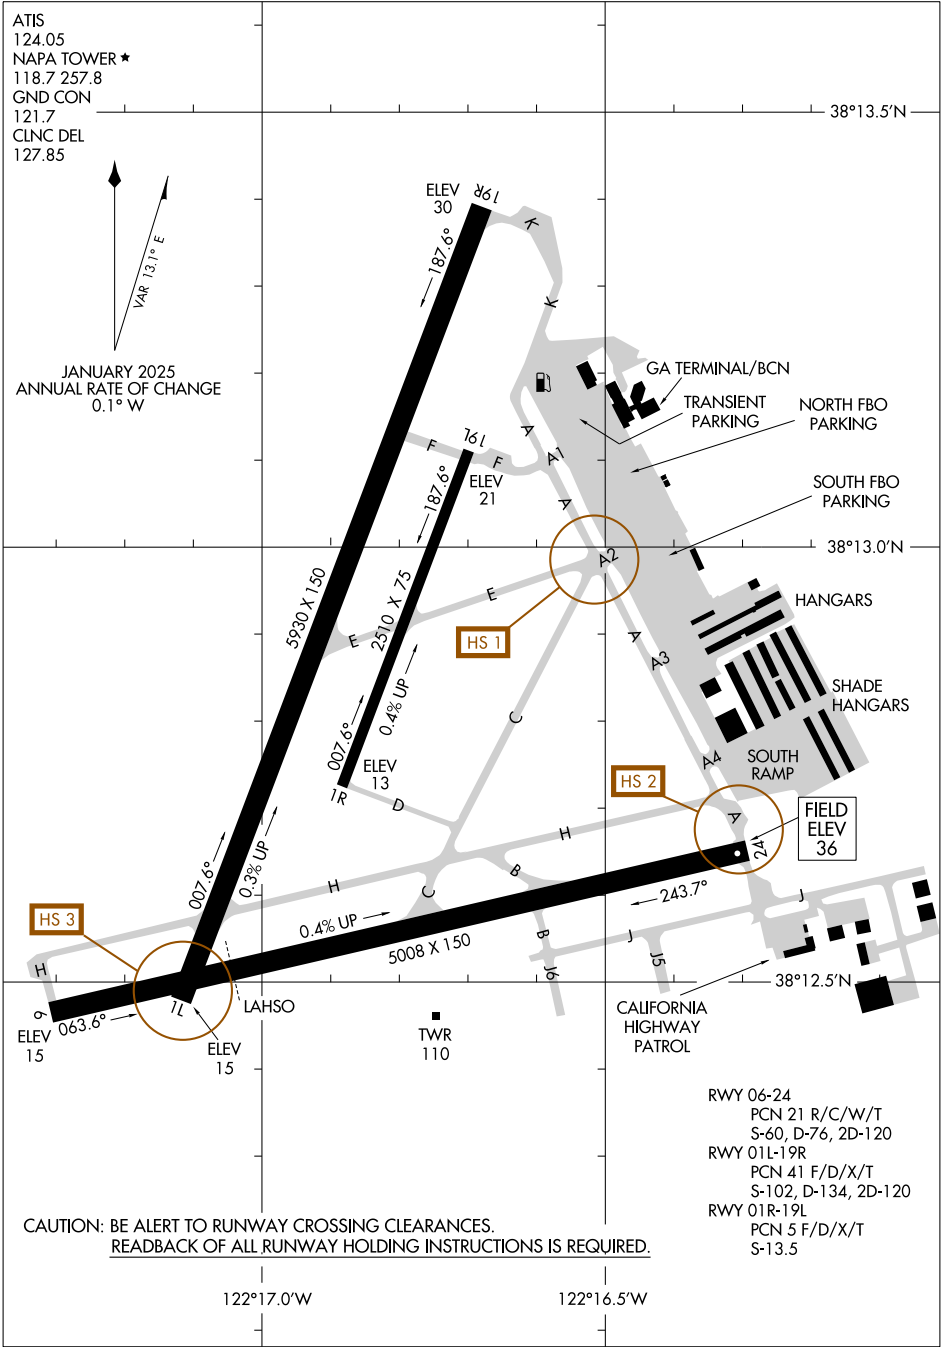 ATIS
124.05
NAPA TOWER ★
118.7 257.8
GND CON
121.7
CLNC DEL
127.85
VAR 13.1° E
JANUARY 2025
ANNUAL RATE OF CHANGE
0.1° W
38°13.5'N
ELEV
30
19R
187.6°
K
K
GA TERMINAL/BCN
TRANSIENT
PARKING
NORTH FBO
PARKING
SOUTH FBO
PARKING
A
A1
A
F
F
19L
ELEV
21
187.6°
38°13.0'N
A2
HS 1
5930 X 150
2510 X 75
E
E
HANGARS
A
A3
SHADE
HANGARS
C
0.4% UP
007.6°
ELEV
13
1R
D
A4
SOUTH
RAMP
HS 2
A
FIELD
ELEV
36
24
H
007.6°
0.3% UP
H
C
B
243.7°
HS 3
0.4% UP
5008 X 150
B
J
J
J5
J6
H
38°12.5'N
6
063.6°
ELEV
15
1L
ELEV
15
LAHSO
TWR
110
CALIFORNIA
HIGHWAY
PATROL
RWY 06-24
PCN 21 R/C/W/T
S-60, D-76, 2D-120
RWY 01L-19R
PCN 41 F/D/X/T
S-102, D-134, 2D-120
RWY 01R-19L
PCN 5 F/D/X/T
S-13.5
CAUTION: BE ALERT TO RUNWAY CROSSING CLEARANCES.
READBACK OF ALL RUNWAY HOLDING INSTRUCTIONS IS REQUIRED.
122°17.0'W
122°16.5'W